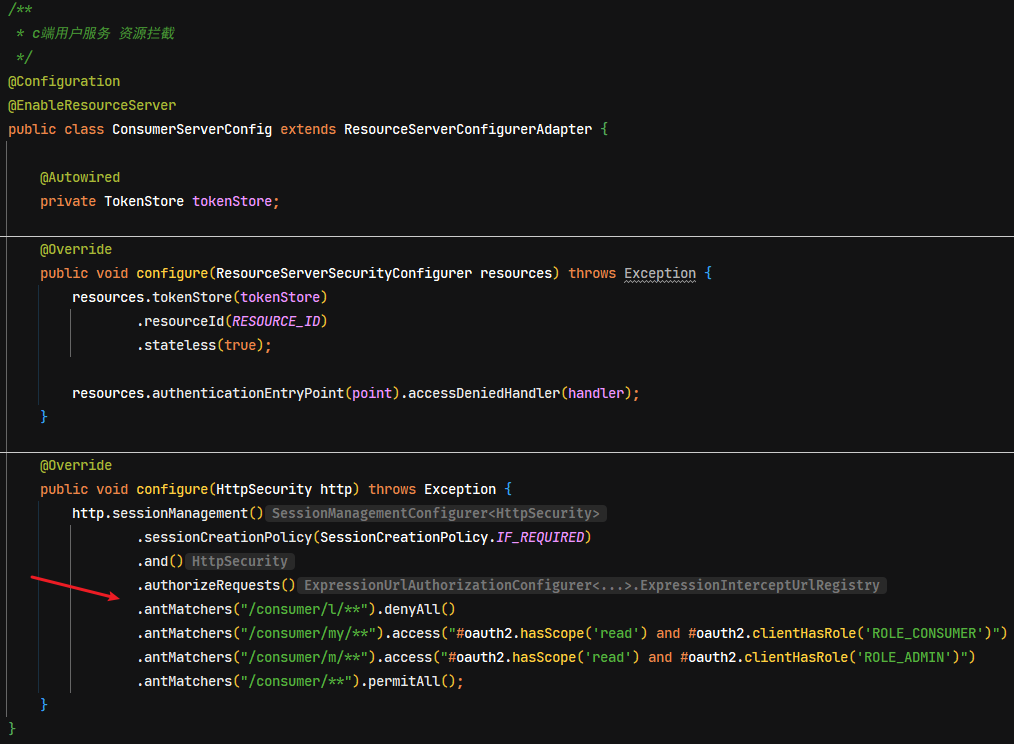 /**
 * c端用户服务 资源拦截
 */
@Configuration
@EnableResourceServer
public class ConsumerServerConfig extends ResourceServerConfigurerAdapter {
    @Autowired
    private TokenStore tokenStore;
    @Override
    public void configure(ResourceServerSecurityConfigurer resources) throws Exception {
        resources.tokenStore(tokenStore)
                .resourceId(RESOURCE_ID)
                .stateless(true);
        resources.authenticationEntryPoint(point).accessDeniedHandler(handler);
    }
    @Override
    public void configure(HttpSecurity http) throws Exception {
        http.sessionManagement() SessionManagementConfigurer<HttpSecurity>
                .sessionCreationPolicy(SessionCreationPolicy.IF_REQUIRED)
                .and() HttpSecurity
                .authorizeRequests() ExpressionUrlAuthorizationConfigurer<...>.ExpressionInterceptUrlRegistry
                .antMatchers("/consumer/l/**").denyAll()
                .antMatchers("/consumer/my/**").access("#oauth2.hasScope('read') and #oauth2.clientHasRole('ROLE_CONSUMER')")
                .antMatchers("/consumer/m/**").access("#oauth2.hasScope('read') and #oauth2.clientHasRole('ROLE_ADMIN')")
                .antMatchers("/consumer/**").permitAll();
    }
}